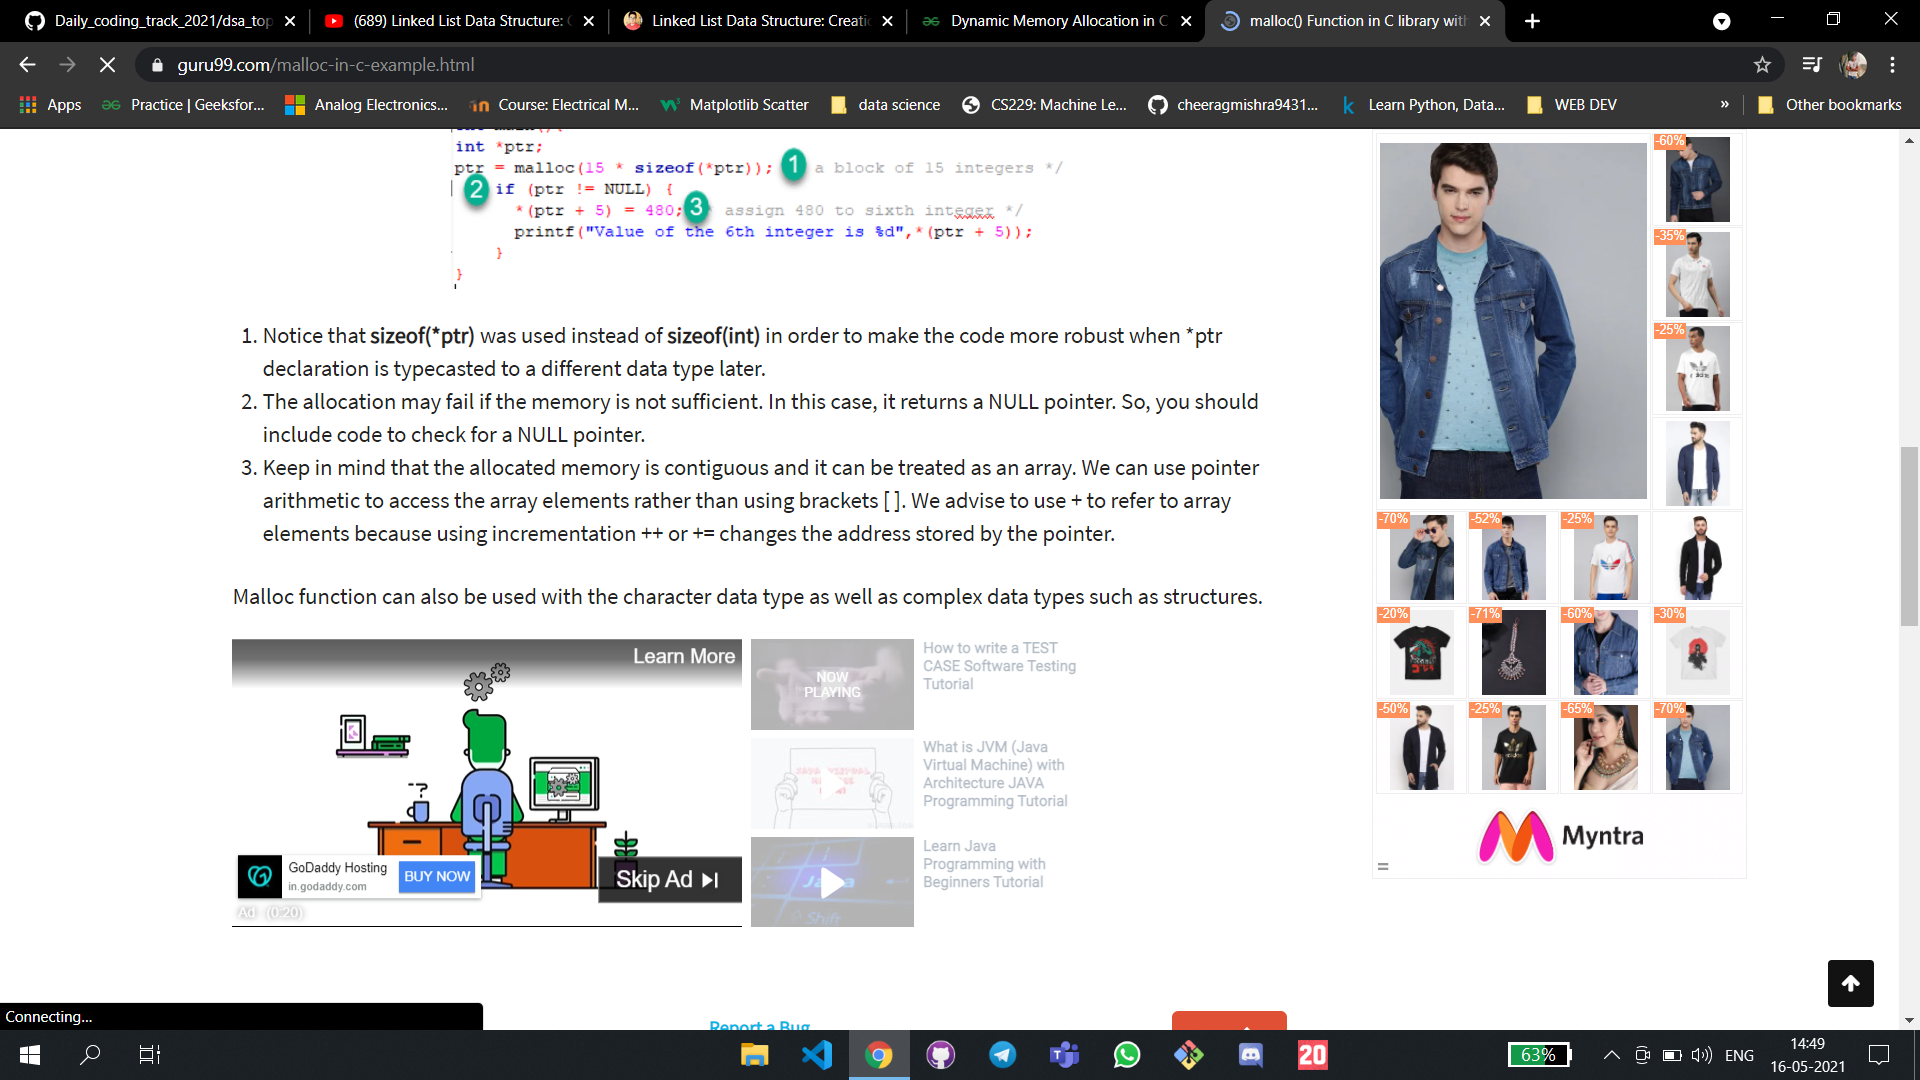 Daily_coding_track_2021/dsa_top
(689) Linked List Data Structure:
Linked List Data Structure: Creati
Dynamic Memory Allocation in C
malloc() Function in C library with
guru99.com/malloc-in-c-example.html
Apps
Practice | Geeksfor...
Analog Electronics...
Course: Electrical M...
Matplotlib Scatter
data science
CS229: Machine Le...
cheeragmishra9431...
Learn Python, Data...
WEB DEV
»
Other bookmarks
int *ptr;
ptr = malloc(15 * sizeof(*ptr)); 1 a block of 15 integers */
2 if (ptr != NULL) {
*(ptr + 5) = 480; 3 assign 480 to sixth integer */
printf("Value of the 6th integer is %d",*(ptr + 5));
}
}
1. Notice that sizeof(*ptr) was used instead of sizeof(int) in order to make the code more robust when *ptr
declaration is typecasted to a different data type later.
2. The allocation may fail if the memory is not sufficient. In this case, it returns a NULL pointer. So, you should
include code to check for a NULL pointer.
3. Keep in mind that the allocated memory is contiguous and it can be treated as an array. We can use pointer
arithmetic to access the array elements rather than using brackets [ ]. We advise to use + to refer to array
elements because using incrementation ++ or += changes the address stored by the pointer.
Malloc function can also be used with the character data type as well as complex data types such as structures.
Learn More
-?
GoDaddy Hosting
in.godaddy.com
BUY NOW
Skip Ad
Ad (0:20)
NOW
PLAYING
How to write a TEST
CASE Software Testing
Tutorial
What is JVM (Java
Virtual Machine) with
Architecture JAVA
Programming Tutorial
Java
Shift
Learn Java
Programming with
Beginners Tutorial
-60%
-35%
-25%
-70%
-52%
-25%
-20%
-71%
-60%
-30%
-50%
-25%
-65%
-70%
Myntra
Connecting...
Report a Bug
20
63%
ENG
14:49
16-05-2021